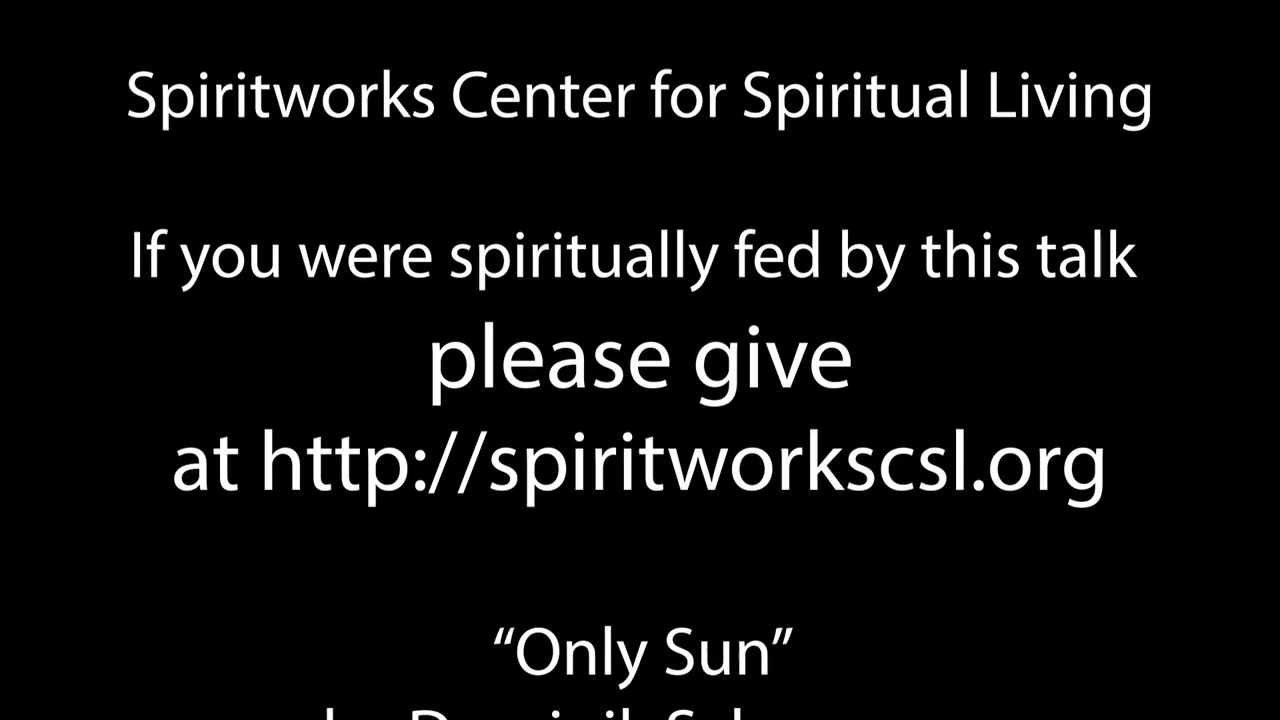 Spiritworks Center for Spiritual Living
If you were spiritually fed by this talk
please give
at http://spiritworkscsl.org
“Only Sun”
by